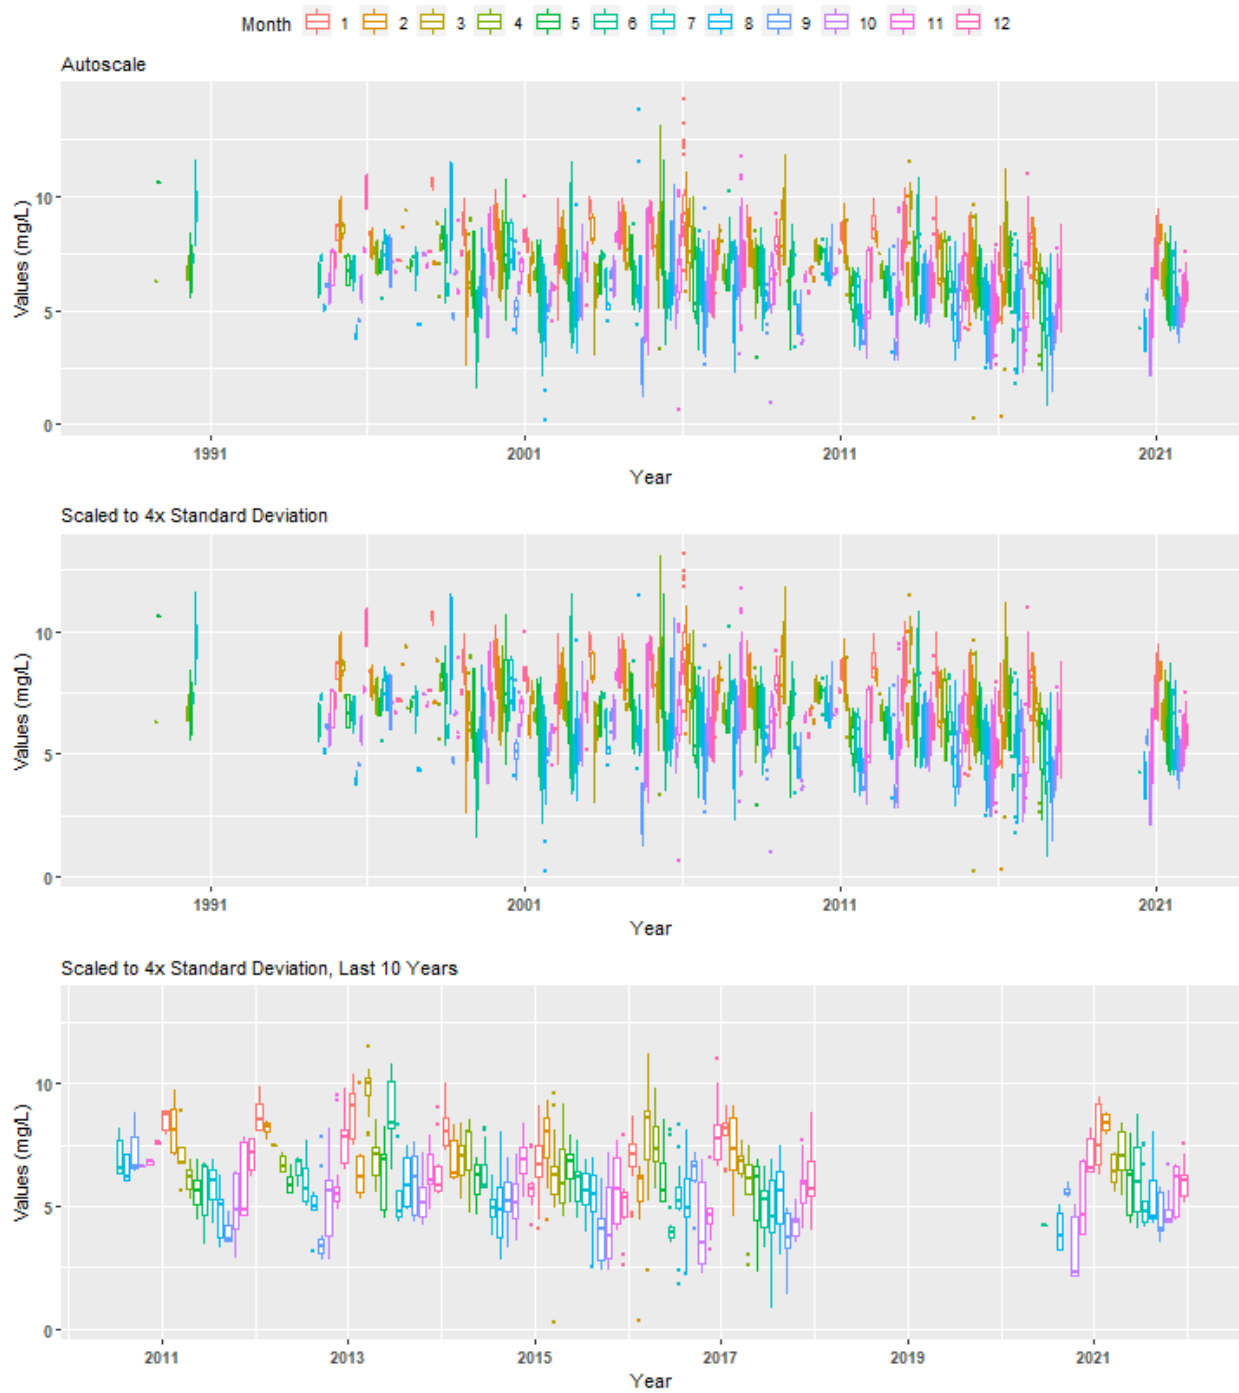 Month 1 2 3 4 5 6 7 8 9 10 11 12
Autoscale
Values (mg/L)
10
5
0
1991 2001 2011 2021
Year
Scaled to 4x Standard Deviation
Values (mg/L)
10
5
0
1991 2001 2011 2021
Year
Scaled to 4x Standard Deviation, Last 10 Years
Values (mg/L)
10
5
0
2011 2013 2015 2017 2019 2021
Year